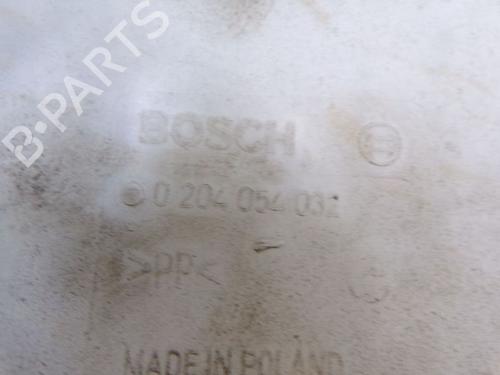 B-PARTS
BOSCH
0 204 054 032
>PP<
MADE IN POLAND